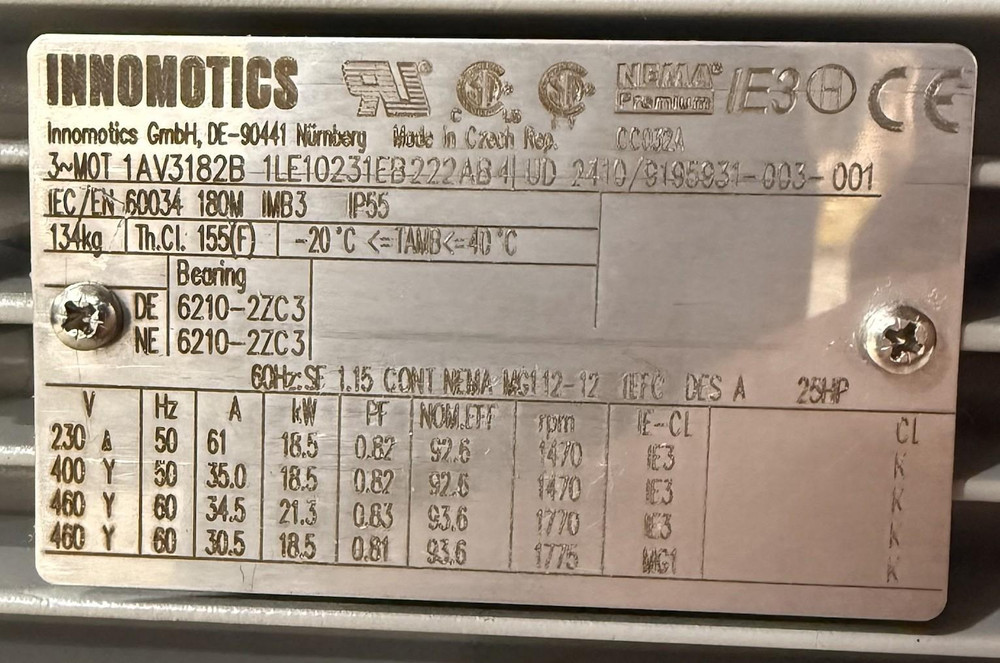 INNOMOTICS UR CSA C US CSA NEMA Premium IE3 H CE
Innomotics GmbH, DE-90441 Nürnberg Made in Czech Rep. CC032A
3~MOT 1AV3182B 1LE10231EB222AB4 UD 2410/9195931-003-001
IEC/EN 60034 180M IMB3 IP55
134kg Th.Cl. 155(F) -20°C <=TAMB<=40°C
Bearing
DE 6210-2ZC3
NE 6210-2ZC3
60Hz:SF 1.15 CONT NEMA MG1 12-12 DES A 25HP
V Hz A kW PF NOM.EFF rpm IE-CL CL
230 Δ 50 61 18.5 0.82 92.6 1470 IE3 K
400 Y 50 35.0 18.5 0.82 92.6 1470 IE3 K
460 Y 60 34.5 21.3 0.83 93.6 1770 IE3 K
460 Y 60 30.5 18.5 0.81 93.6 1775 MG1 K